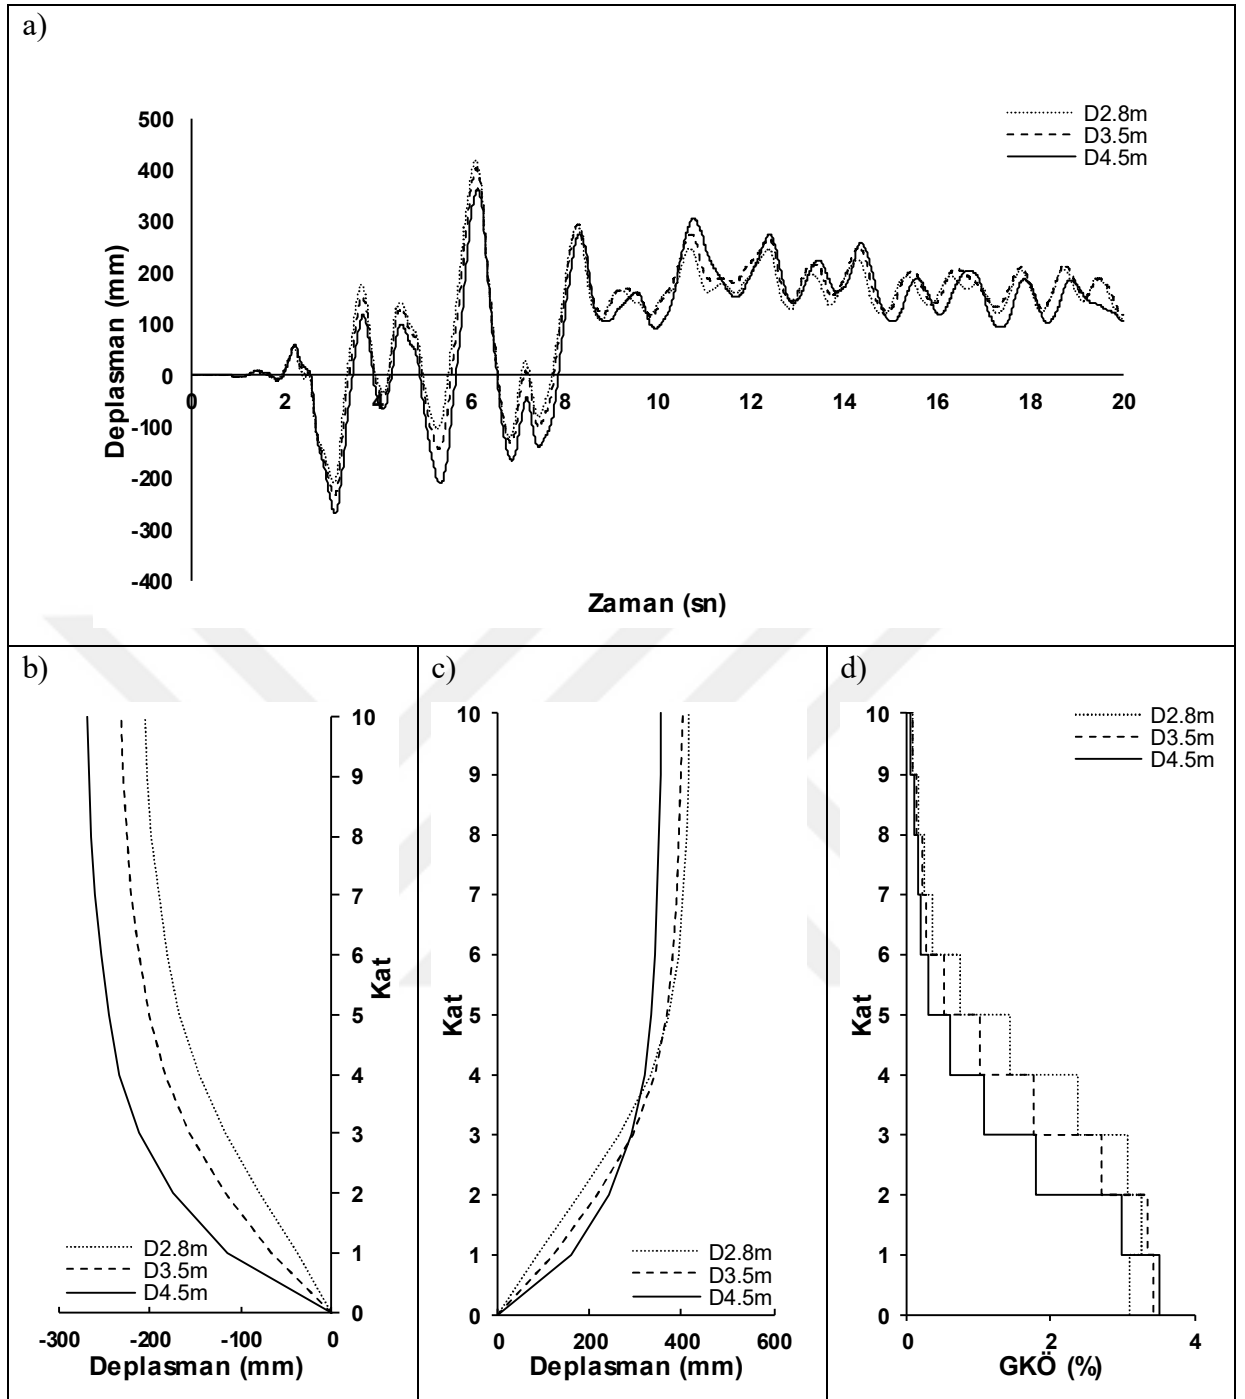 a)
500
400
300
200
100
0
-100
-200
-300
-400
Deplasman (mm)
0 2 4 6 8 10 12 14 16 18 20
Zaman (sn)
D2.8m
D3.5m
D4.5m
b)
10
9
8
7
6
5
4
3
2
1
0
Kat
D2.8m
D3.5m
D4.5m
-300 -200 -100 0
Deplasman (mm)
c)
10
9
8
7
6
5
4
3
2
1
0
Kat
D2.8m
D3.5m
D4.5m
0 200 400 600
Deplasman (mm)
d)
10
9
8
7
6
5
4
3
2
1
0
Kat
D2.8m
D3.5m
D4.5m
0 2 4
GKÖ (%)